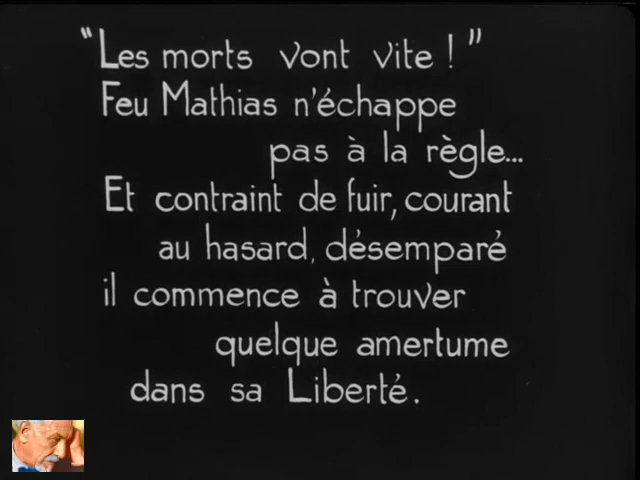 “Les morts vont vite !”
Feu Mathias n'échappe
pas à la règle...
Et contraint de fuir, courant
au hasard, désemparé
il commence à trouver
quelque amertume
dans sa Liberté.